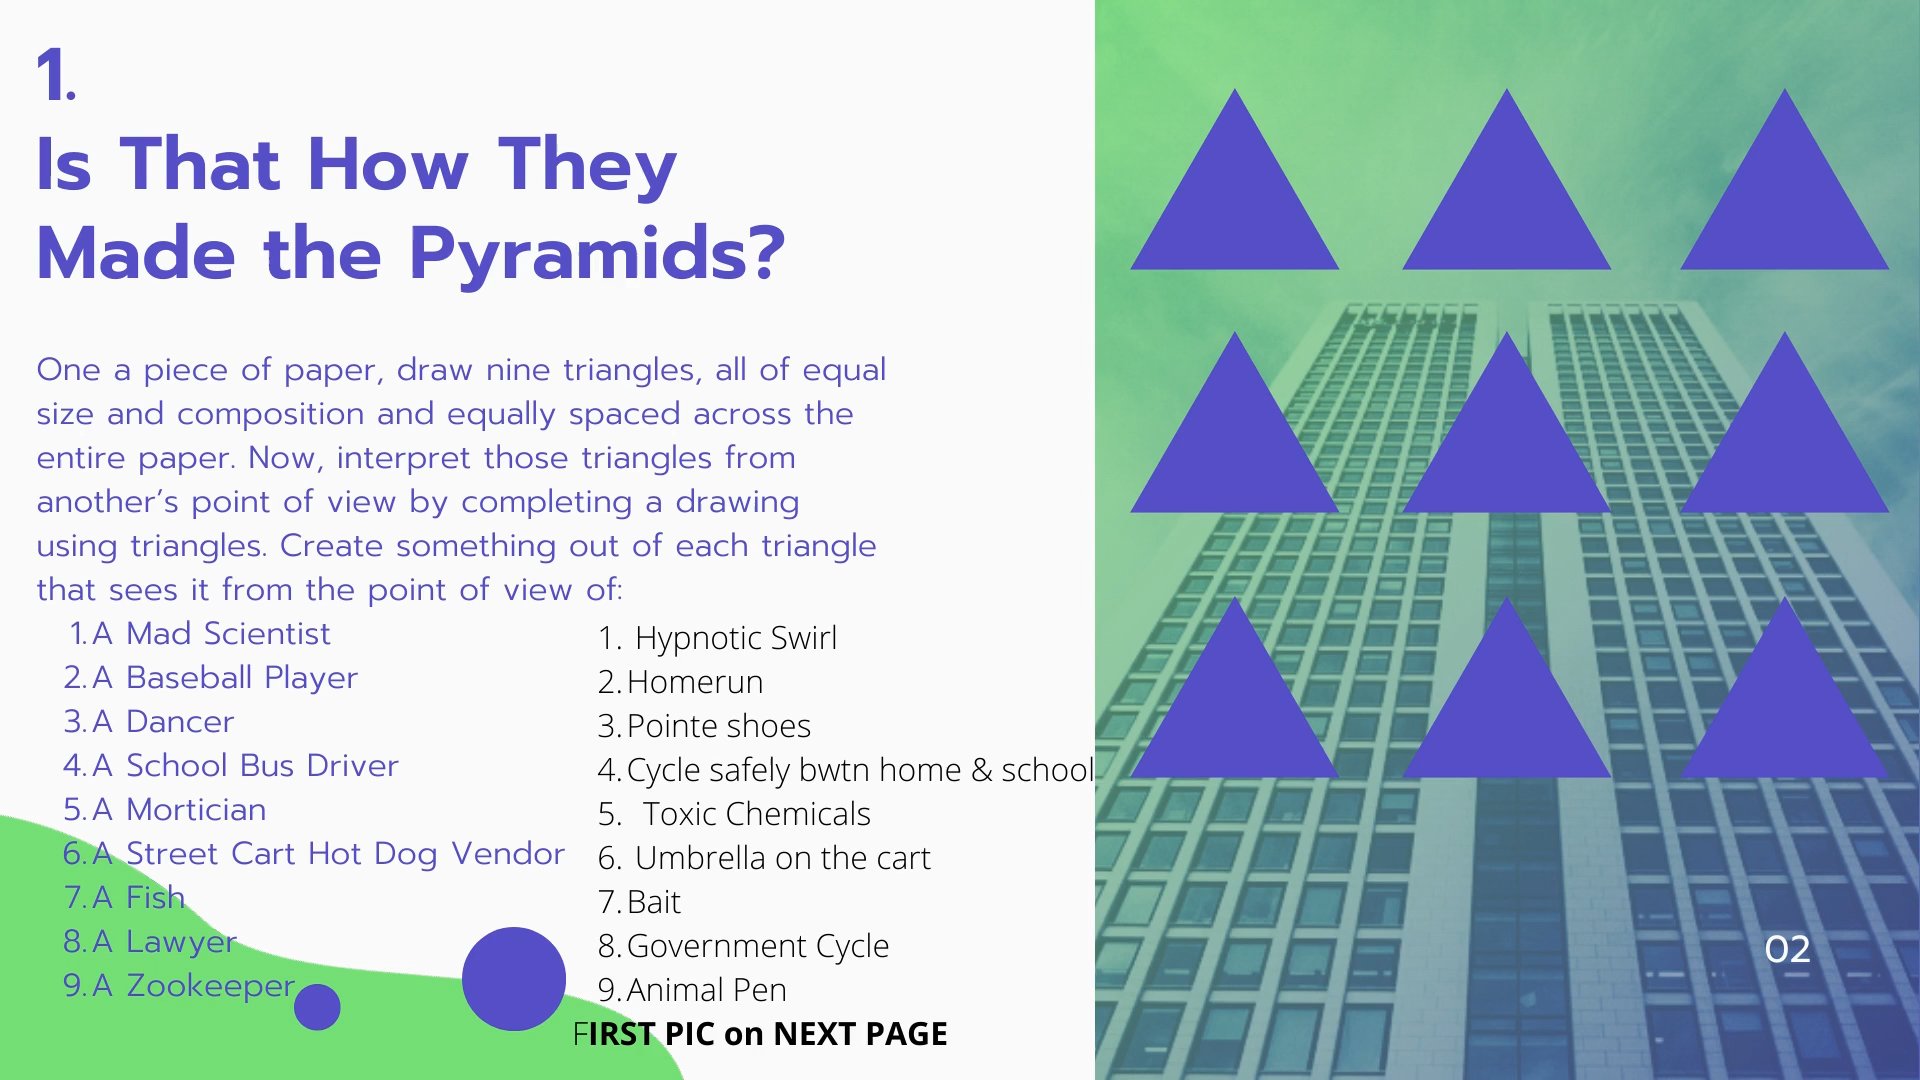 1.
Is That How They
Made the Pyramids?
One a piece of paper, draw nine triangles, all of equal
size and composition and equally spaced across the
entire paper. Now, interpret those triangles from
another’s point of view by completing a drawing
using triangles. Create something out of each triangle
that sees it from the point of view of:
1. A Mad Scientist
2. A Baseball Player
3. A Dancer
4. A School Bus Driver
5. A Mortician
6. A Street Cart Hot Dog Vendor
7. A Fish
8. A Lawyer
9. A Zookeeper
1. Hypnotic Swirl
2. Homerun
3. Pointe shoes
4. Cycle safely bwtn home & school
5. Toxic Chemicals
6. Umbrella on the cart
7. Bait
8. Government Cycle
9. Animal Pen
FIRST PIC on NEXT PAGE
02